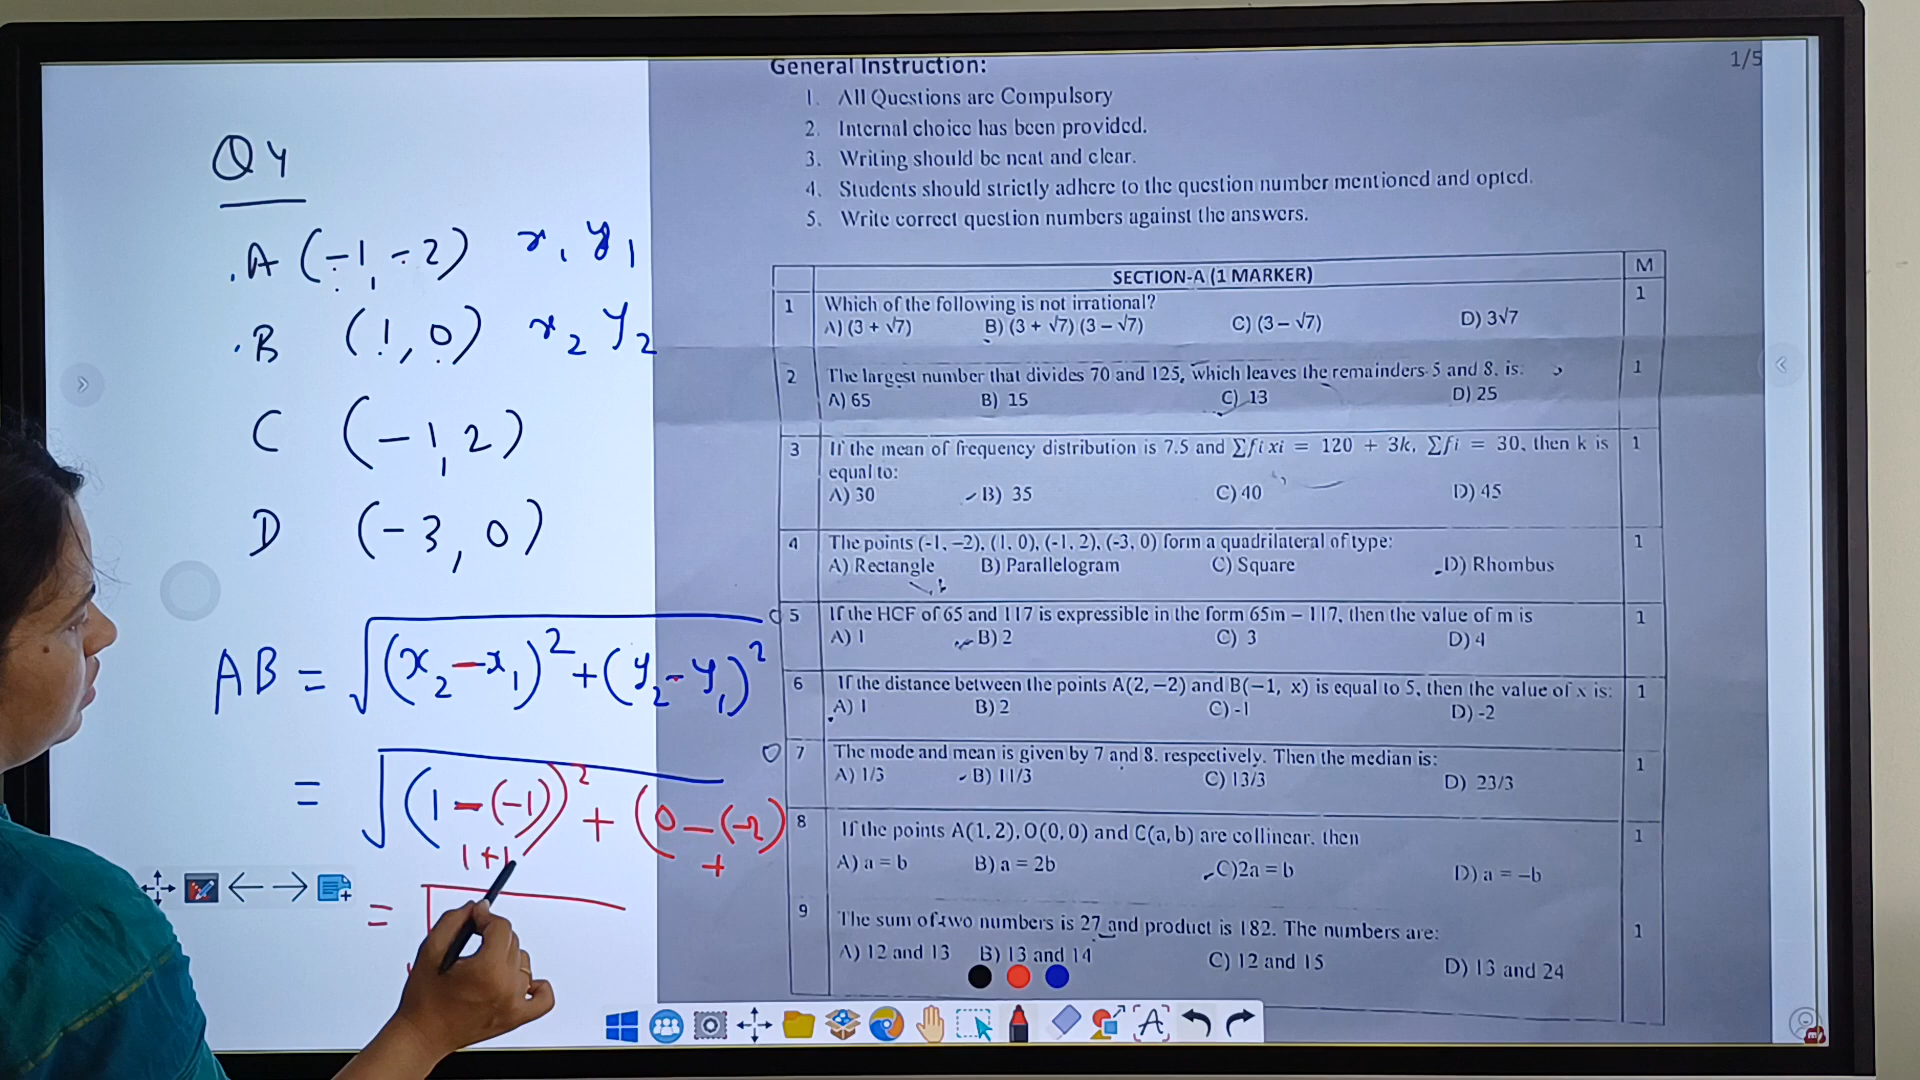 Q4
A (-1, -2) x₁ y₁
B (1, 0) x₂ y₂
C (-1, 2)
D (-3, 0)
AB = √(x₂-x₁)²+(y₂-y₁)²
= √(1-(-1))² + (0-(-2)
1+1 +
=
1/5
General Instruction:
1. All Questions are Compulsory
2. Internal choice has been provided.
3. Writing should be neat and clear.
4. Students should strictly adhere to the question number mentioned and opted.
5. Write correct question numbers against the answers.
SECTION-A (1 MARKER) M
1 Which of the following is not irrational? 1
A) (3 + √7) B) (3 + √7) (3 – √7) C) (3 – √7) D) 3√7
2 The largest number that divides 70 and 125, which leaves the remainders 5 and 8, is: 1
A) 65 B) 15 C) 13 D) 25
3 If the mean of frequency distribution is 7.5 and ∑fi xi = 120 + 3k, ∑fi = 30, then k is 1
equal to:
A) 30 B) 35 C) 40 D) 45
4 The points (-1, –2), (1, 0), (-1, 2), (-3, 0) form a quadrilateral of type: 1
A) Rectangle B) Parallelogram C) Square D) Rhombus
5 If the HCF of 65 and 117 is expressible in the form 65m – 117, then the value of m is 1
A) 1 B) 2 C) 3 D) 4
6 If the distance between the points A(2, –2) and B(–1, x) is equal to 5, then the value of x is: 1
A) 1 B) 2 C) -1 D) -2
7 The mode and mean is given by 7 and 8, respectively. Then the median is: 1
A) 1/3 B) 11/3 C) 13/3 D) 23/3
8 If the points A(1, 2), O(0, 0) and C(a, b) are collinear, then 1
A) a = b B) a = 2b C) 2a = b D) a = –b
9 The sum of two numbers is 27 and product is 182. The numbers are: 1
A) 12 and 13 B) 13 and 14 C) 12 and 15 D) 13 and 24